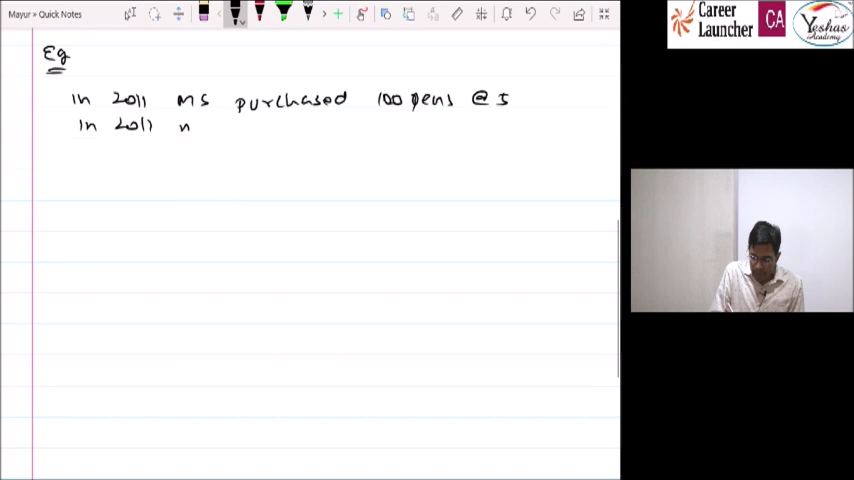 Mayur » Quick Notes
Career
Launcher
CA
Yeshas
Academy
Eg
in 2011 MS purchased 100 pens @ 5
in 2011 n